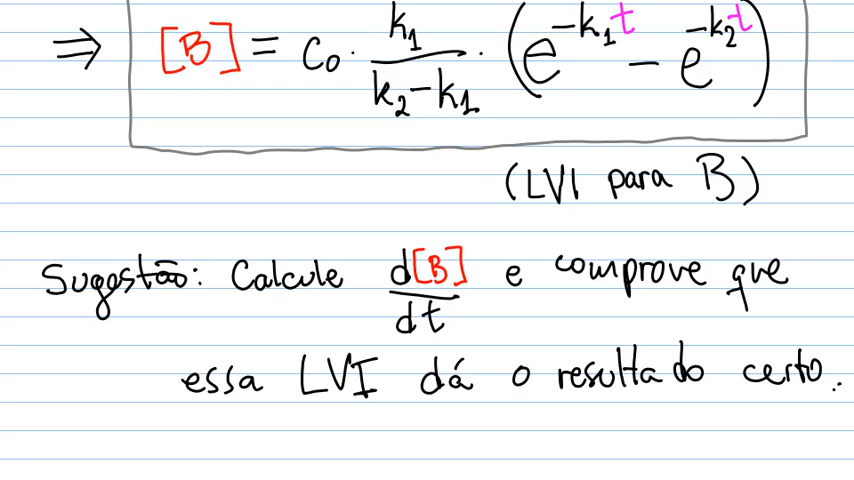 ⇒ [B] = C₀ · k₁/(k₂−k₁) · (e^(−k₁t) − e^(−k₂t))
(LVI para B)
Sugestão: Calcule d[B]/dt e comprove que
essa LVI dá o resultado certo.